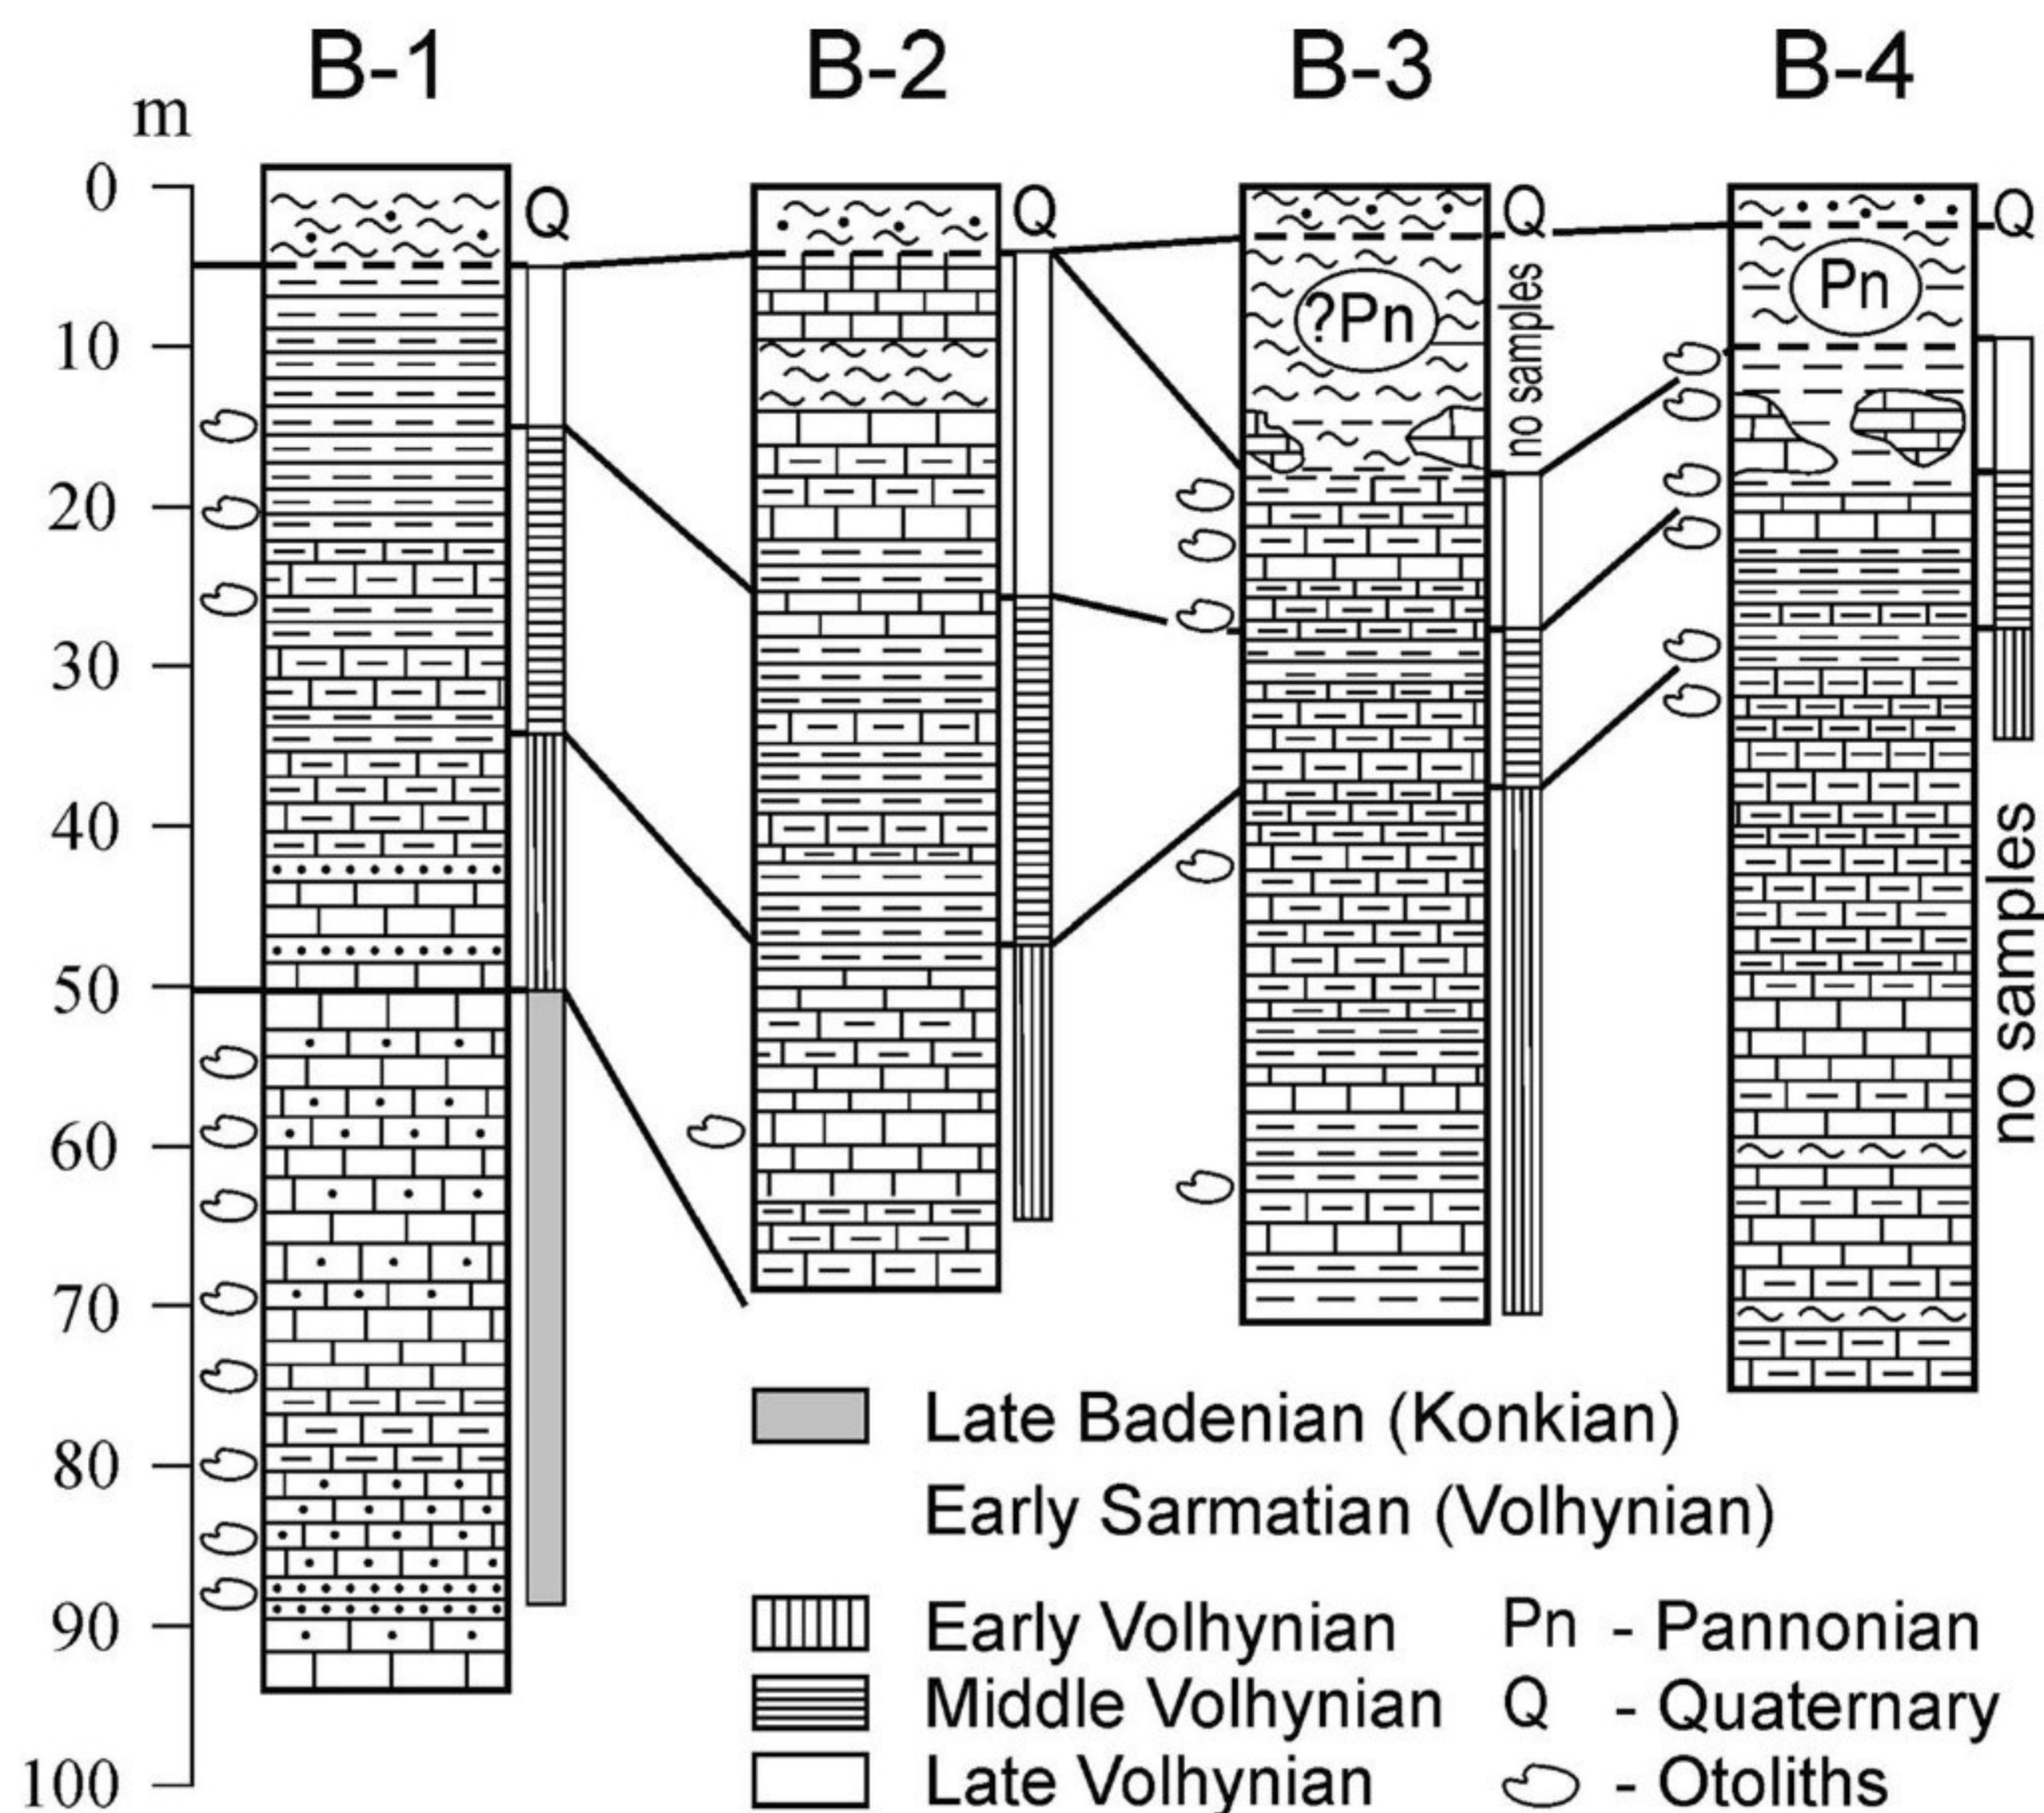 B-1 B-2 B-3 B-4
m
0
10
20
30
40
50
60
70
80
90
100
Q Q Q Q
?Pn
Pn
no samples
no samples
Late Badenian (Konkian)
Early Sarmatian (Volhynian)
Early Volhynian
Middle Volhynian
Late Volhynian
Pn - Pannonian
Q - Quaternary
- Otoliths